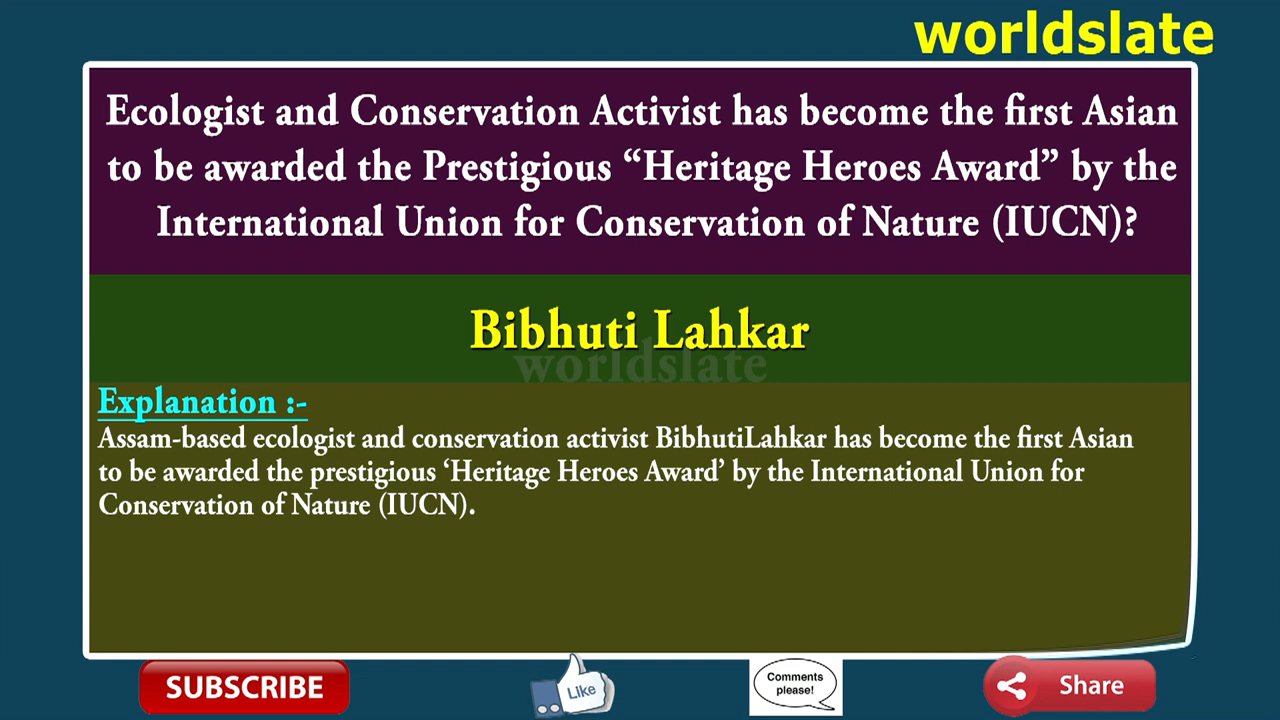 worldslate
Ecologist and Conservation Activist has become the first Asian
to be awarded the Prestigious “Heritage Heroes Award” by the
International Union for Conservation of Nature (IUCN)?
Bibhuti Lahkar
worldslate
Explanation :-
Assam-based ecologist and conservation activist BibhutiLahkar has become the first Asian
to be awarded the prestigious ‘Heritage Heroes Award’ by the International Union for
Conservation of Nature (IUCN).
SUBSCRIBE
Like
Comments
please!
Share